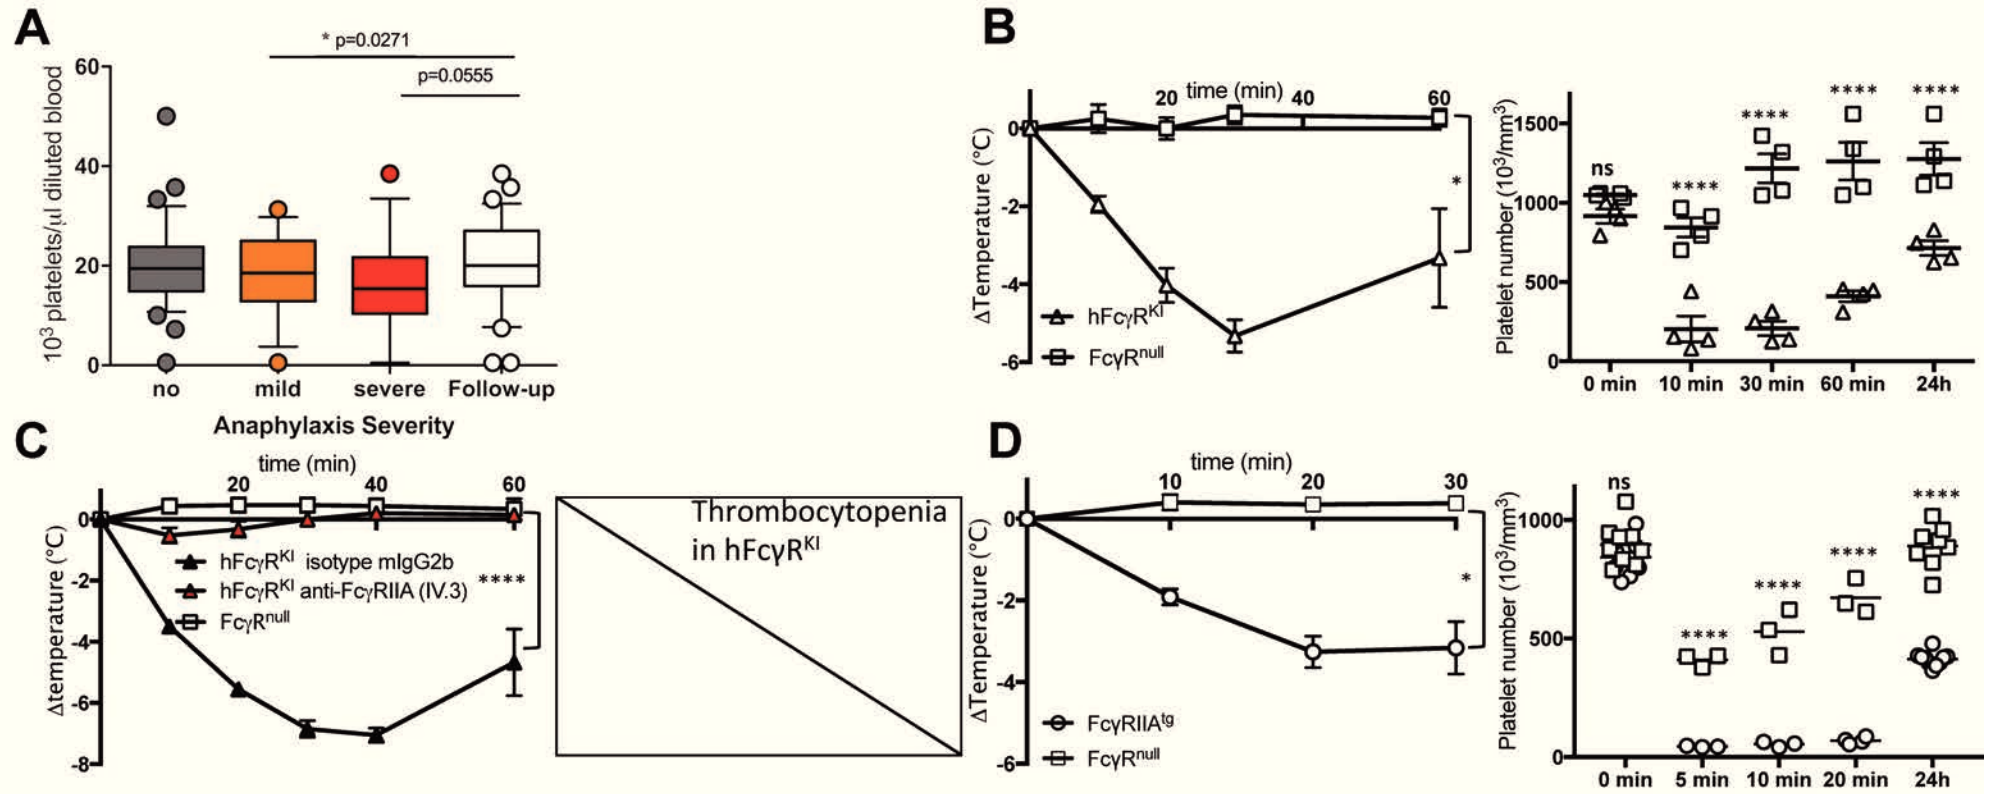 A
* p=0.0271
p=0.0555
10³ platelets/µl diluted blood
60
40
20
0
no mild severe Follow-up
Anaphylaxis Severity
B
time (min)
20 40 60
ΔTemperature (°C)
0
-2
-4
-6
*
hFcγRᴷᴵ
FcγRⁿᵘˡˡ
Platelet number (10³/mm³)
1500
1000
500
0
ns **** **** **** ****
0 min 10 min 30 min 60 min 24h
C
time (min)
20 40 60
Δtemperature (°C)
0
-2
-4
-6
-8
hFcγRᴷᴵ isotype mIgG2b
hFcγRᴷᴵ anti-FcγRIIA (IV.3)
FcγRⁿᵘˡˡ
****
Thrombocytopenia
in hFcγRᴷᴵ
D
time (min)
10 20 30
ΔTemperature (°C)
0
-2
-4
-6
*
FcγRIIAᵗᵍ
FcγRⁿᵘˡˡ
Platelet number (10³/mm³)
1000
500
0
ns **** **** **** ****
0 min 5 min 10 min 20 min 24h